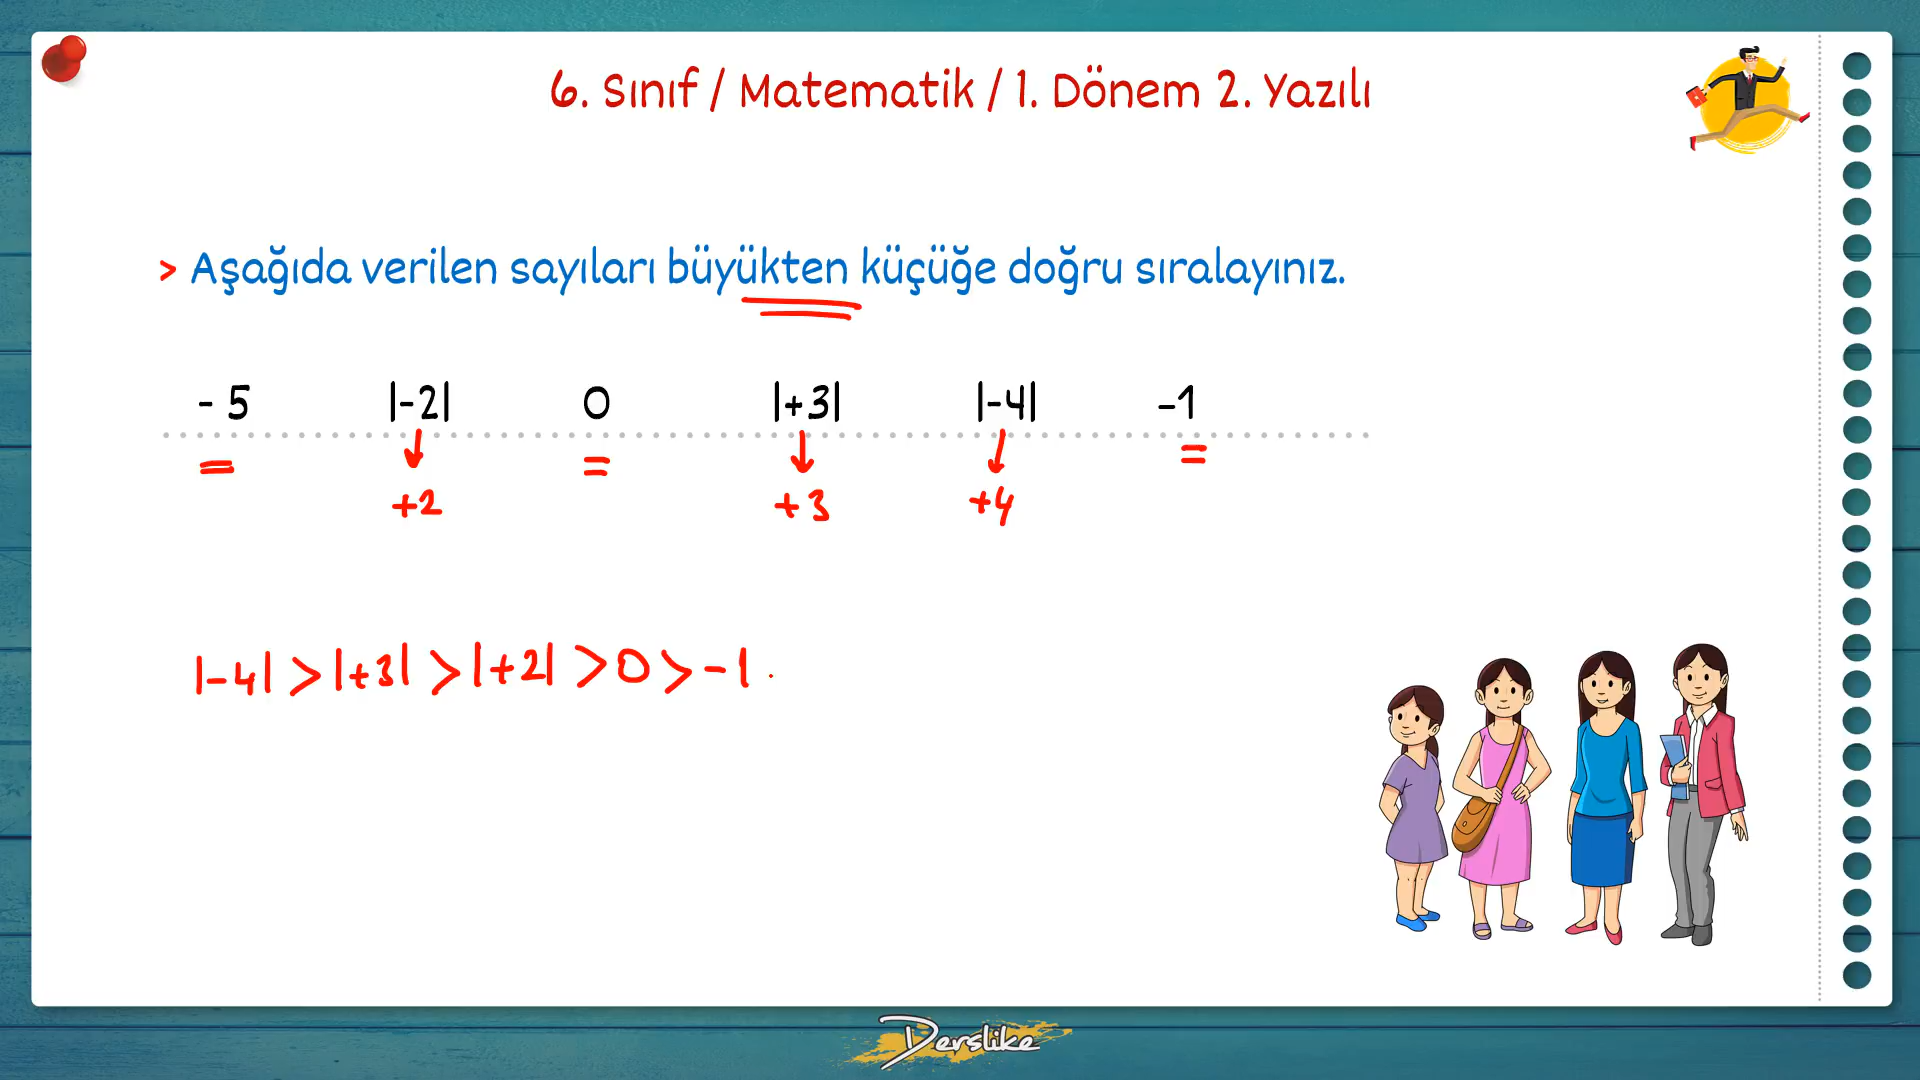 6. Sınıf / Matematik / 1. Dönem 2. Yazılı
> Aşağıda verilen sayıları büyükten küçüğe doğru sıralayınız.
- 5 |-2| 0 |+3| |-4| -1
+2 +3 +4
|-4| > |+3| > |+2| > 0 > -1
Derslike